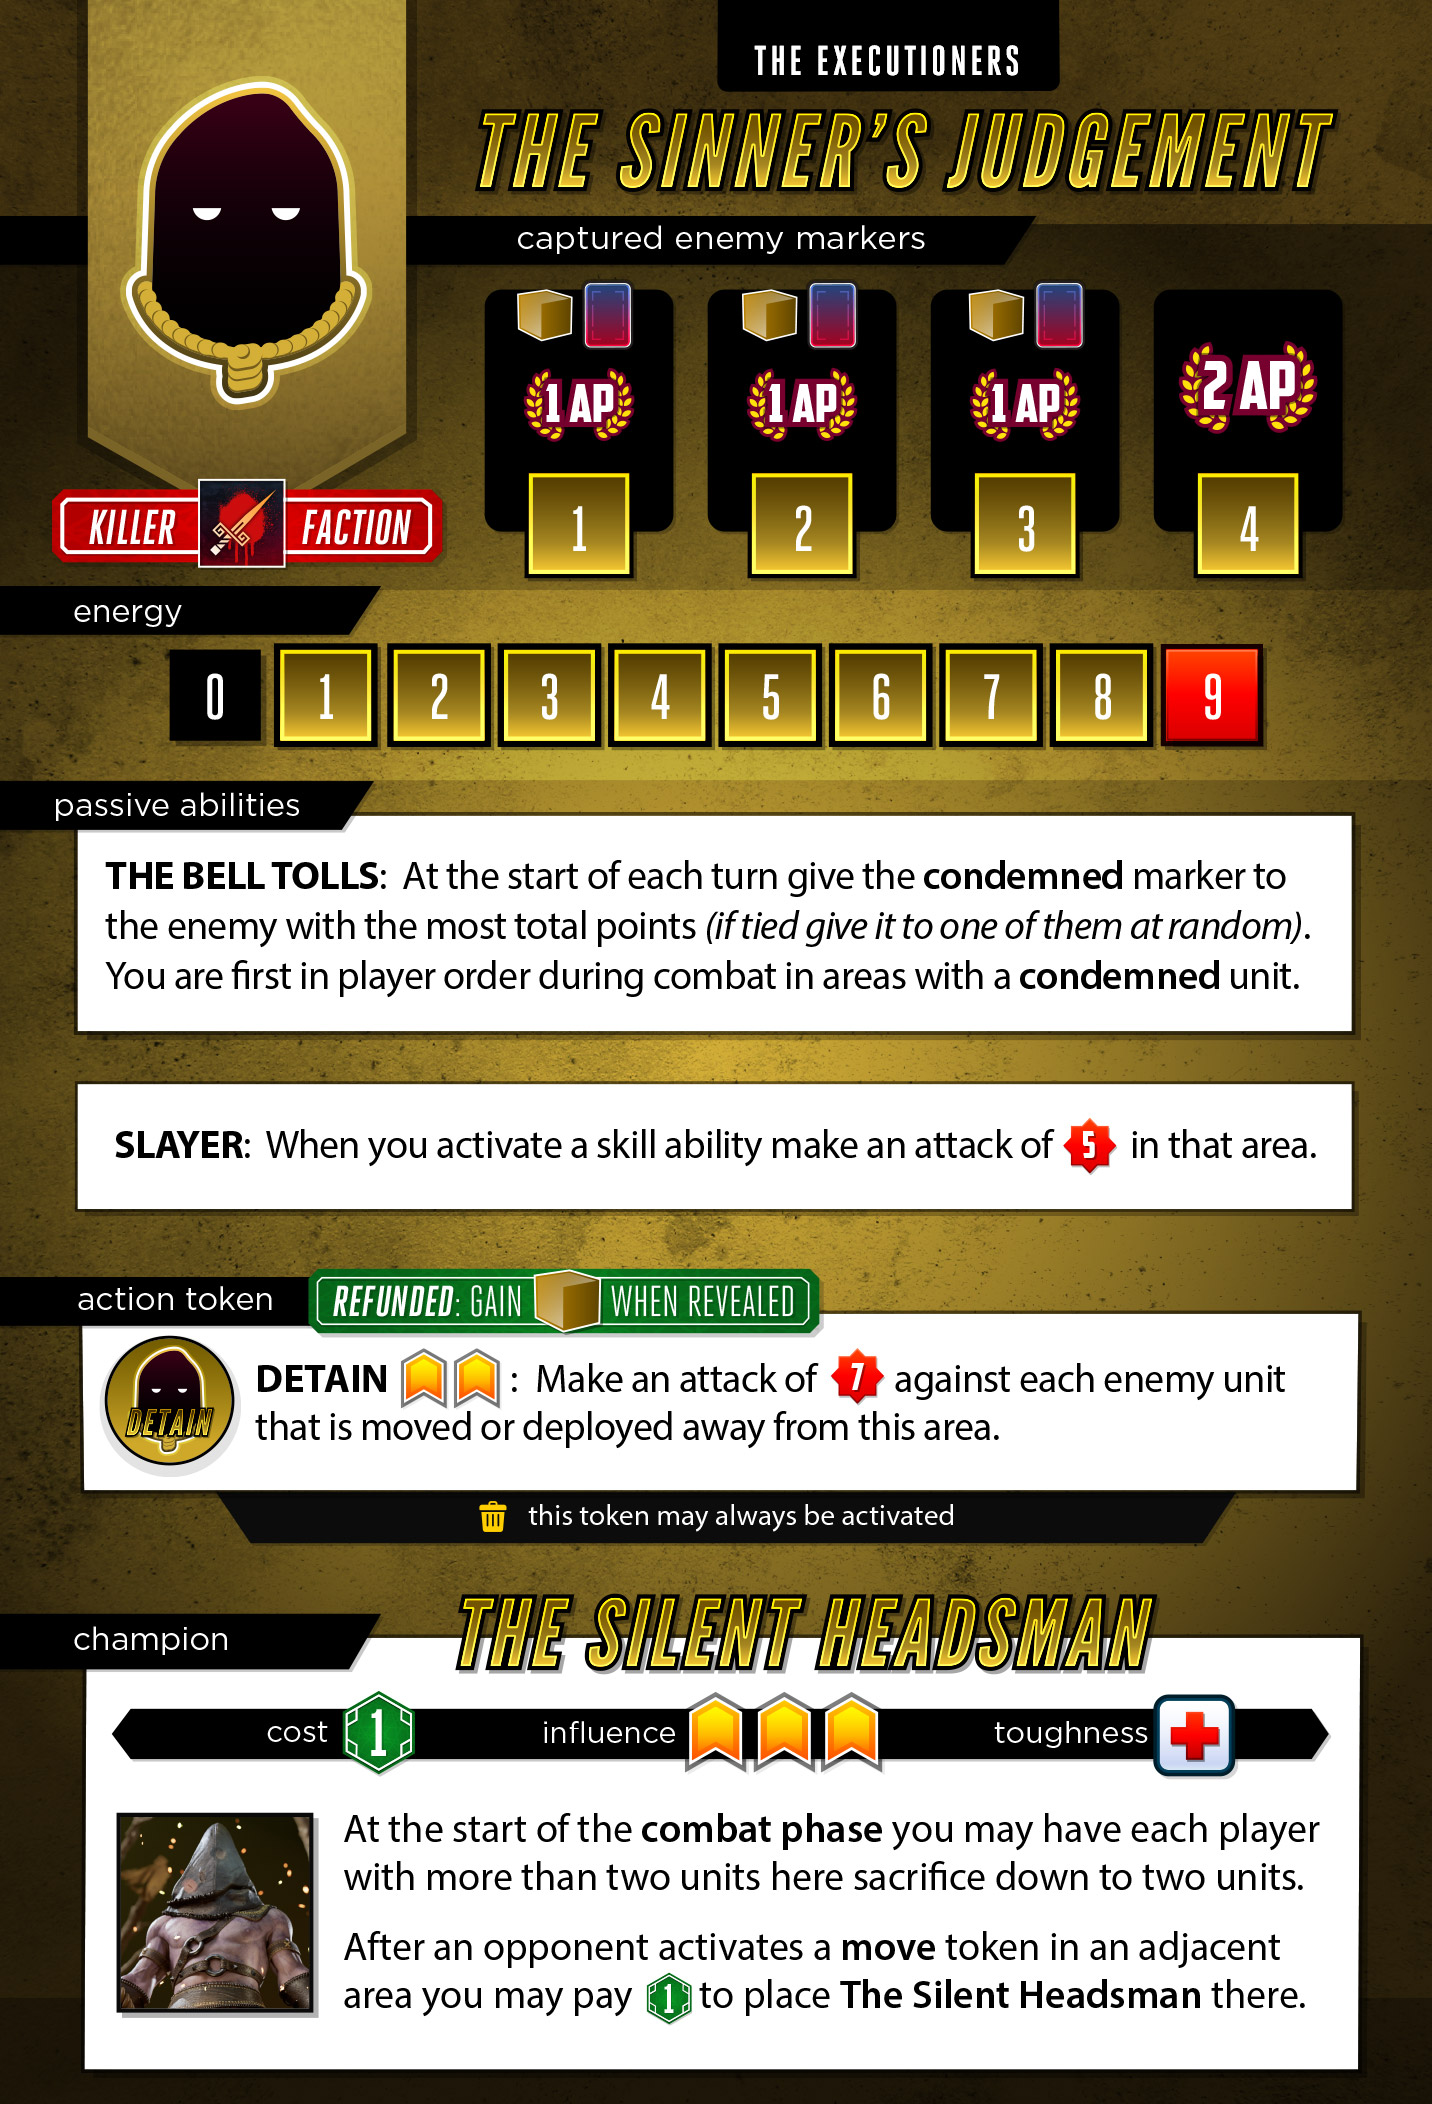 THE EXECUTIONERS
THE SINNER'S JUDGEMENT
captured enemy markers
1 AP
1 AP
1 AP
2 AP
1
2
3
4
KILLER FACTION
energy
0 1 2 3 4 5 6 7 8 9
passive abilities
THE BELL TOLLS: At the start of each turn give the condemned marker to
the enemy with the most total points (if tied give it to one of them at random).
You are first in player order during combat in areas with a condemned unit.
SLAYER: When you activate a skill ability make an attack of 5 in that area.
action token
REFUNDED: GAIN WHEN REVEALED
DETAIN
DETAIN : Make an attack of 7 against each enemy unit
that is moved or deployed away from this area.
this token may always be activated
champion
THE SILENT HEADSMAN
cost 1 influence toughness
At the start of the combat phase you may have each player
with more than two units here sacrifice down to two units.
After an opponent activates a move token in an adjacent
area you may pay 1 to place The Silent Headsman there.